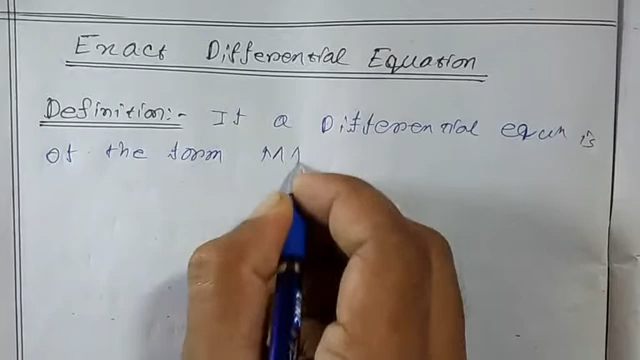 Exact Differential Equation
Definition:- If a Differential equn is
of the form M